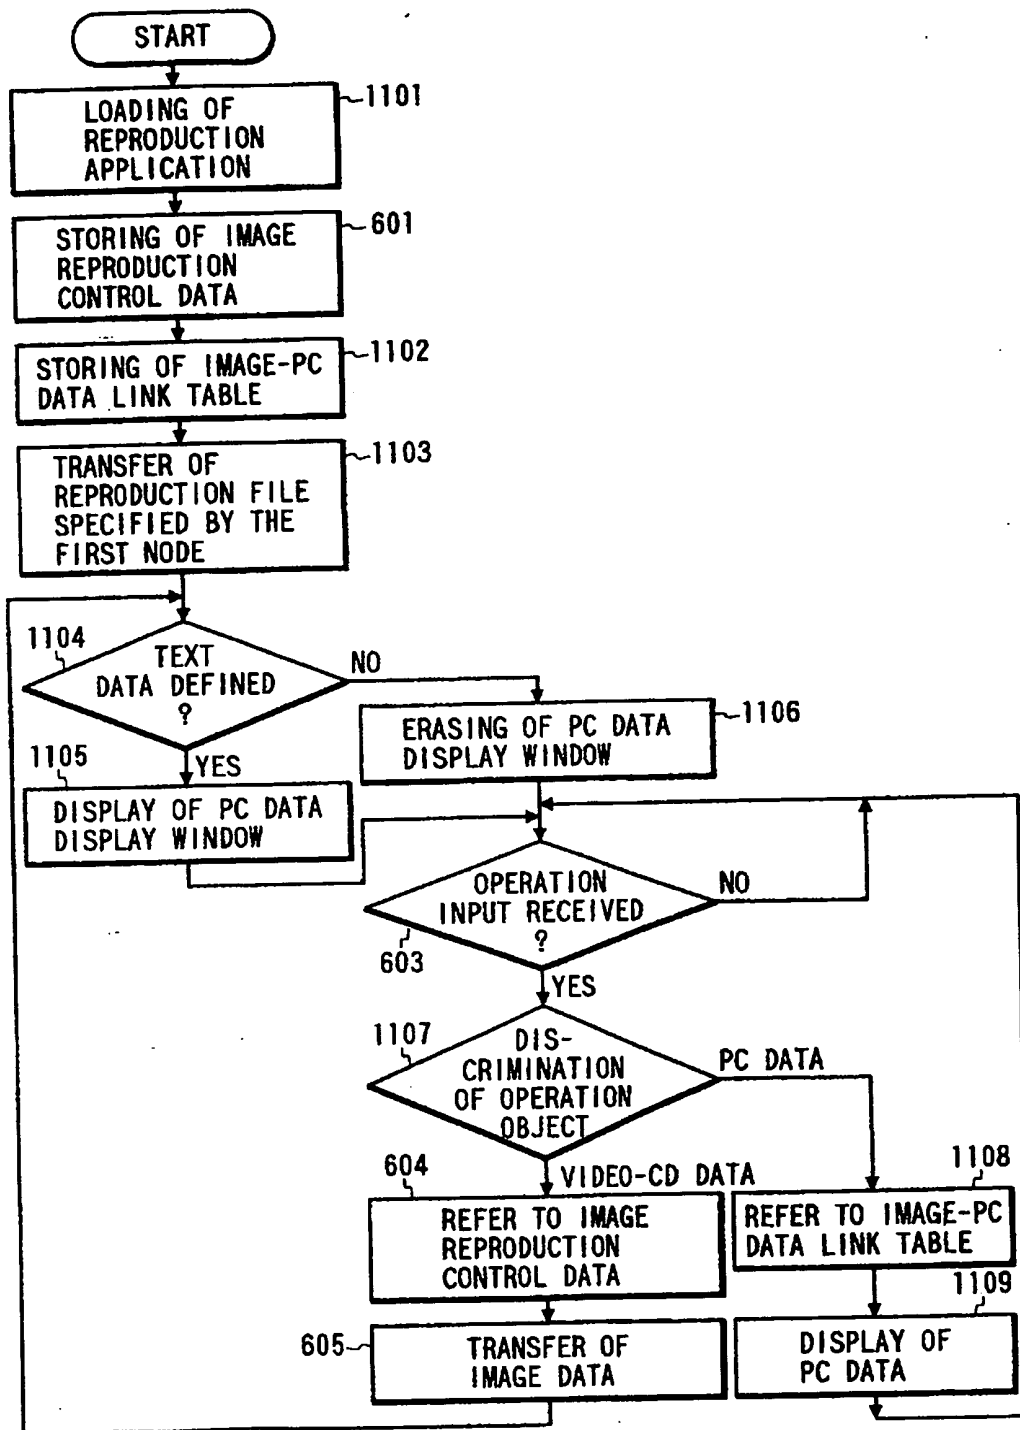 START
1101
LOADING OF
REPRODUCTION
APPLICATION
601
STORING OF IMAGE
REPRODUCTION
CONTROL DATA
1102
STORING OF IMAGE-PC
DATA LINK TABLE
1103
TRANSFER OF
REPRODUCTION FILE
SPECIFIED BY THE
FIRST NODE
1104
TEXT
DATA DEFINED
?
NO
YES
1106
ERASING OF PC DATA
DISPLAY WINDOW
1105
DISPLAY OF PC DATA
DISPLAY WINDOW
OPERATION
INPUT RECEIVED
?
NO
603
YES
1107
DIS-
CRIMINATION
OF OPERATION
OBJECT
PC DATA
VIDEO-CD DATA
604
REFER TO IMAGE
REPRODUCTION
CONTROL DATA
1108
REFER TO IMAGE-PC
DATA LINK TABLE
605
TRANSFER OF
IMAGE DATA
1109
DISPLAY OF
PC DATA